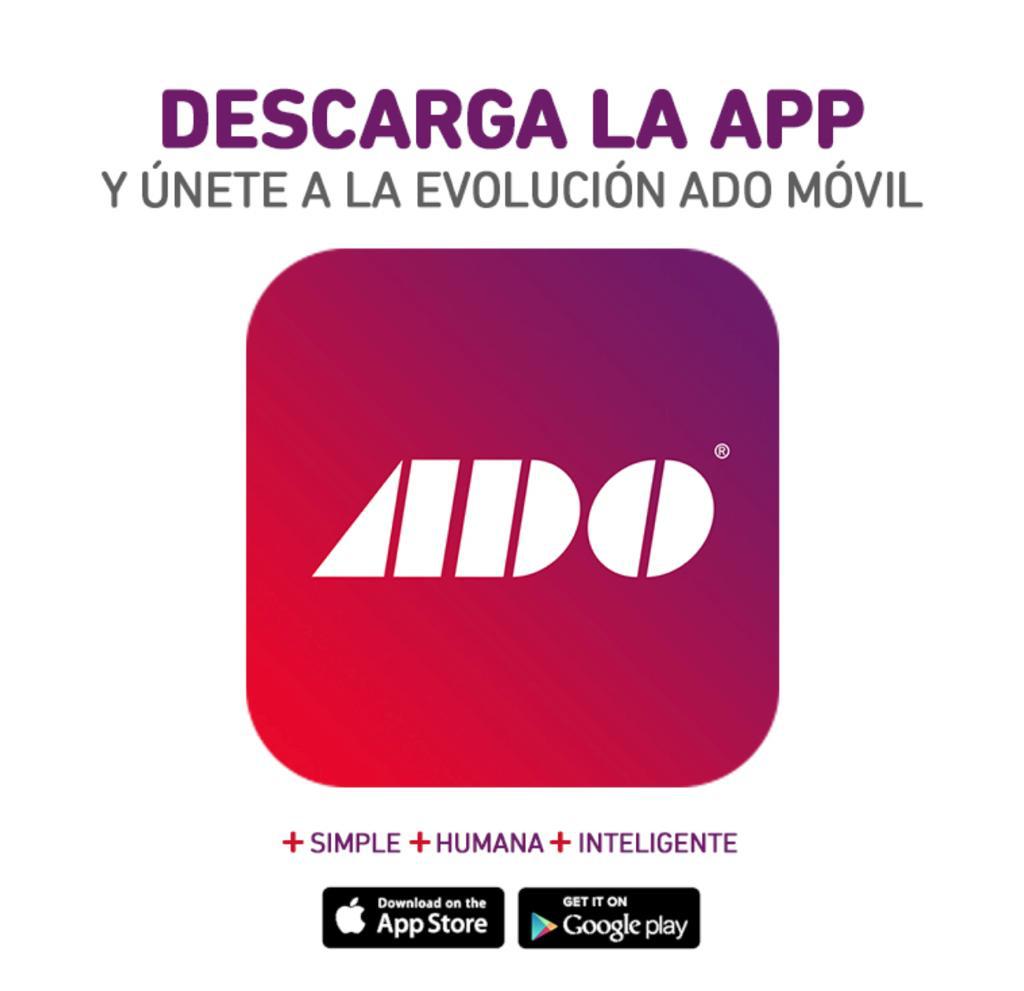 DESCARGA LA APP
Y ÚNETE A LA EVOLUCIÓN ADO MÓVIL
ADO®
+ SIMPLE + HUMANA + INTELIGENTE
Download on the
App Store
GET IT ON
Google play